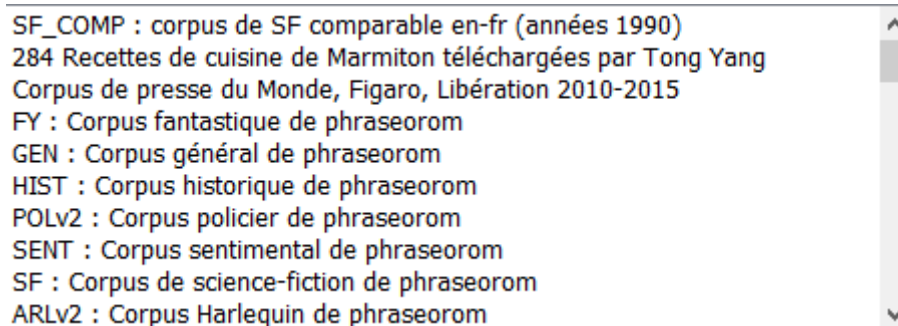 SF_COMP : corpus de SF comparable en-fr (années 1990)
284 Recettes de cuisine de Marmiton téléchargées par Tong Yang
Corpus de presse du Monde, Figaro, Libération 2010-2015
FY : Corpus fantastique de phraseorom
GEN : Corpus général de phraseorom
HIST : Corpus historique de phraseorom
POLv2 : Corpus policier de phraseorom
SENT : Corpus sentimental de phraseorom
SF : Corpus de science-fiction de phraseorom
ARLv2 : Corpus Harlequin de phraseorom